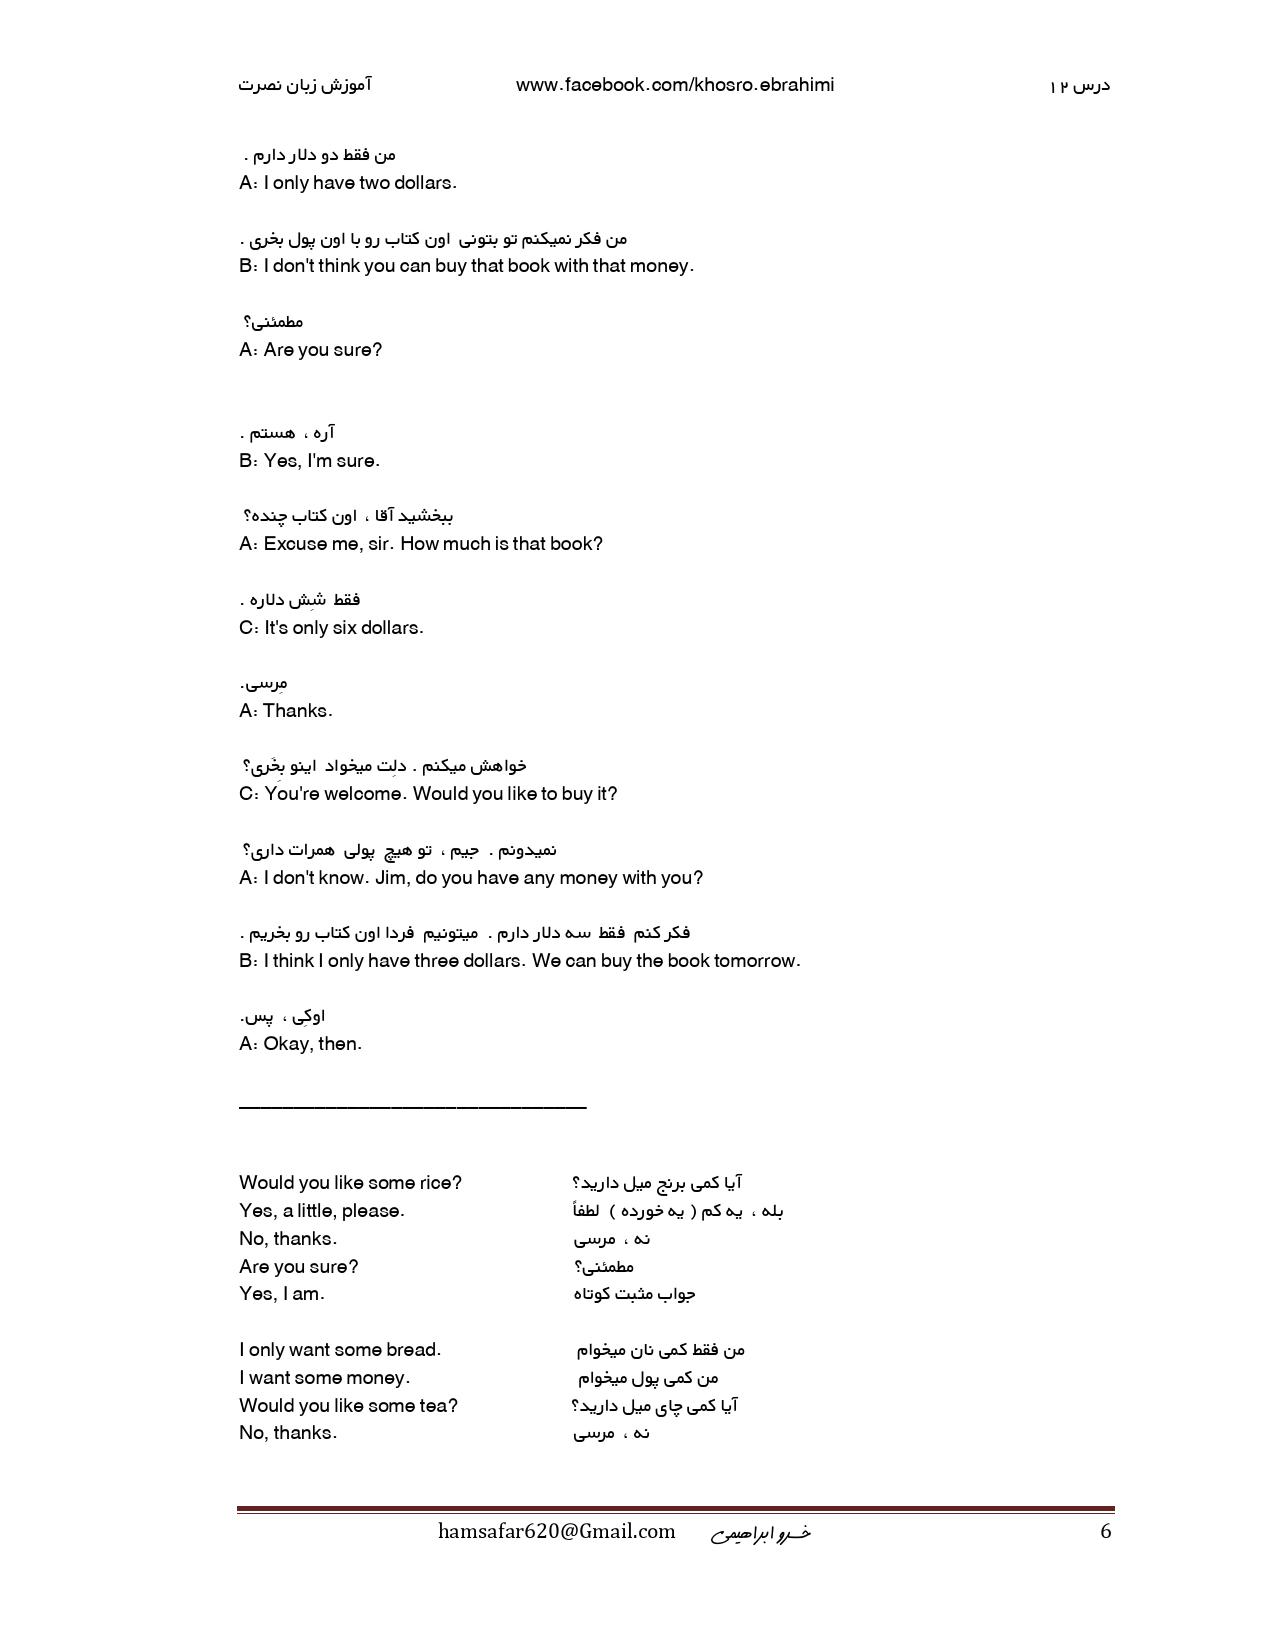 آموزش زبان نصرت www.facebook.com/khosro.ebrahimi درس ۱۲
من فقط دو دلار دارم .
A: I only have two dollars.
من فکر نمیکنم تو بتونی اون کتاب رو با اون پول بخری .
B: I don't think you can buy that book with that money.
مطمئنی؟
A: Are you sure?
آره ، هستم .
B: Yes, I'm sure.
ببخشید آقا ، اون کتاب چنده؟
A: Excuse me, sir. How much is that book?
فقط شِش دلاره .
C: It's only six dollars.
مِرسی.
A: Thanks.
خواهش میکنم . دلِت میخواد اینو بِخَری؟
C: You're welcome. Would you like to buy it?
نمیدونم . جیم ، تو هیچ پولی همرات داری؟
A: I don't know. Jim, do you have any money with you?
فکر کنم فقط سه دلار دارم . میتونیم فردا اون کتاب رو بخریم .
B: I think I only have three dollars. We can buy the book tomorrow.
اوکِی ، پس.
A: Okay, then.
Would you like some rice? آیا کمی برنج میل دارید؟
Yes, a little, please. بله ، یه کم ( یه خورده ) لطفاً
No, thanks. نه ، مرسی
Are you sure? مطمئنی؟
Yes, I am. جواب مثبت کوتاه
I only want some bread. من فقط کمی نان میخوام
I want some money. من کمی پول میخوام
Would you like some tea? آیا کمی چای میل دارید؟
No, thanks. نه ، مرسی
hamsafar620@Gmail.com خسرو ابراهیمی 6